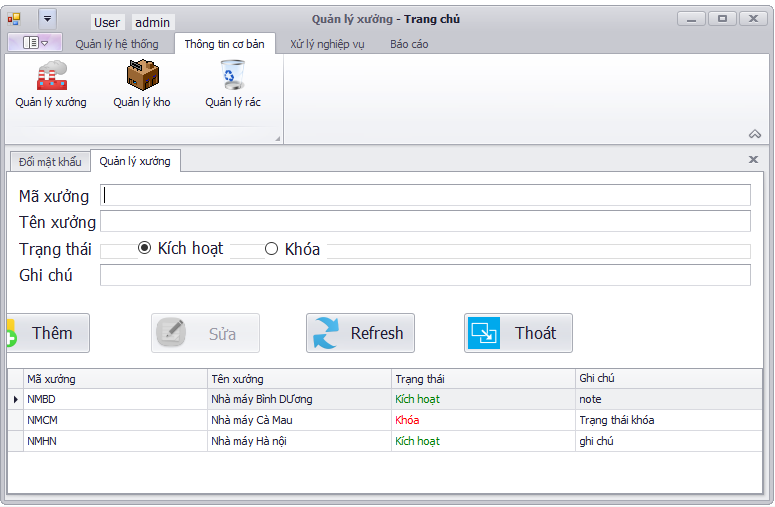 User admin
Quản lý xưởng - Trang chủ
Quản lý hệ thống Thông tin cơ bản Xử lý nghiệp vụ Báo cáo
Quản lý xưởng Quản lý kho Quản lý rác
Đổi mật khẩu Quản lý xưởng
Mã xưởng
Tên xưởng
Trạng thái Kích hoạt Khóa
Ghi chú
Thêm Sửa Refresh Thoát
Mã xưởng Tên xưởng Trạng thái Ghi chú
NMBD Nhà máy Bình DƯơng Kích hoạt note
NMCM Nhà máy Cà Mau Khóa Trạng thái khóa
NMHN Nhà máy Hà nội Kích hoạt ghi chú